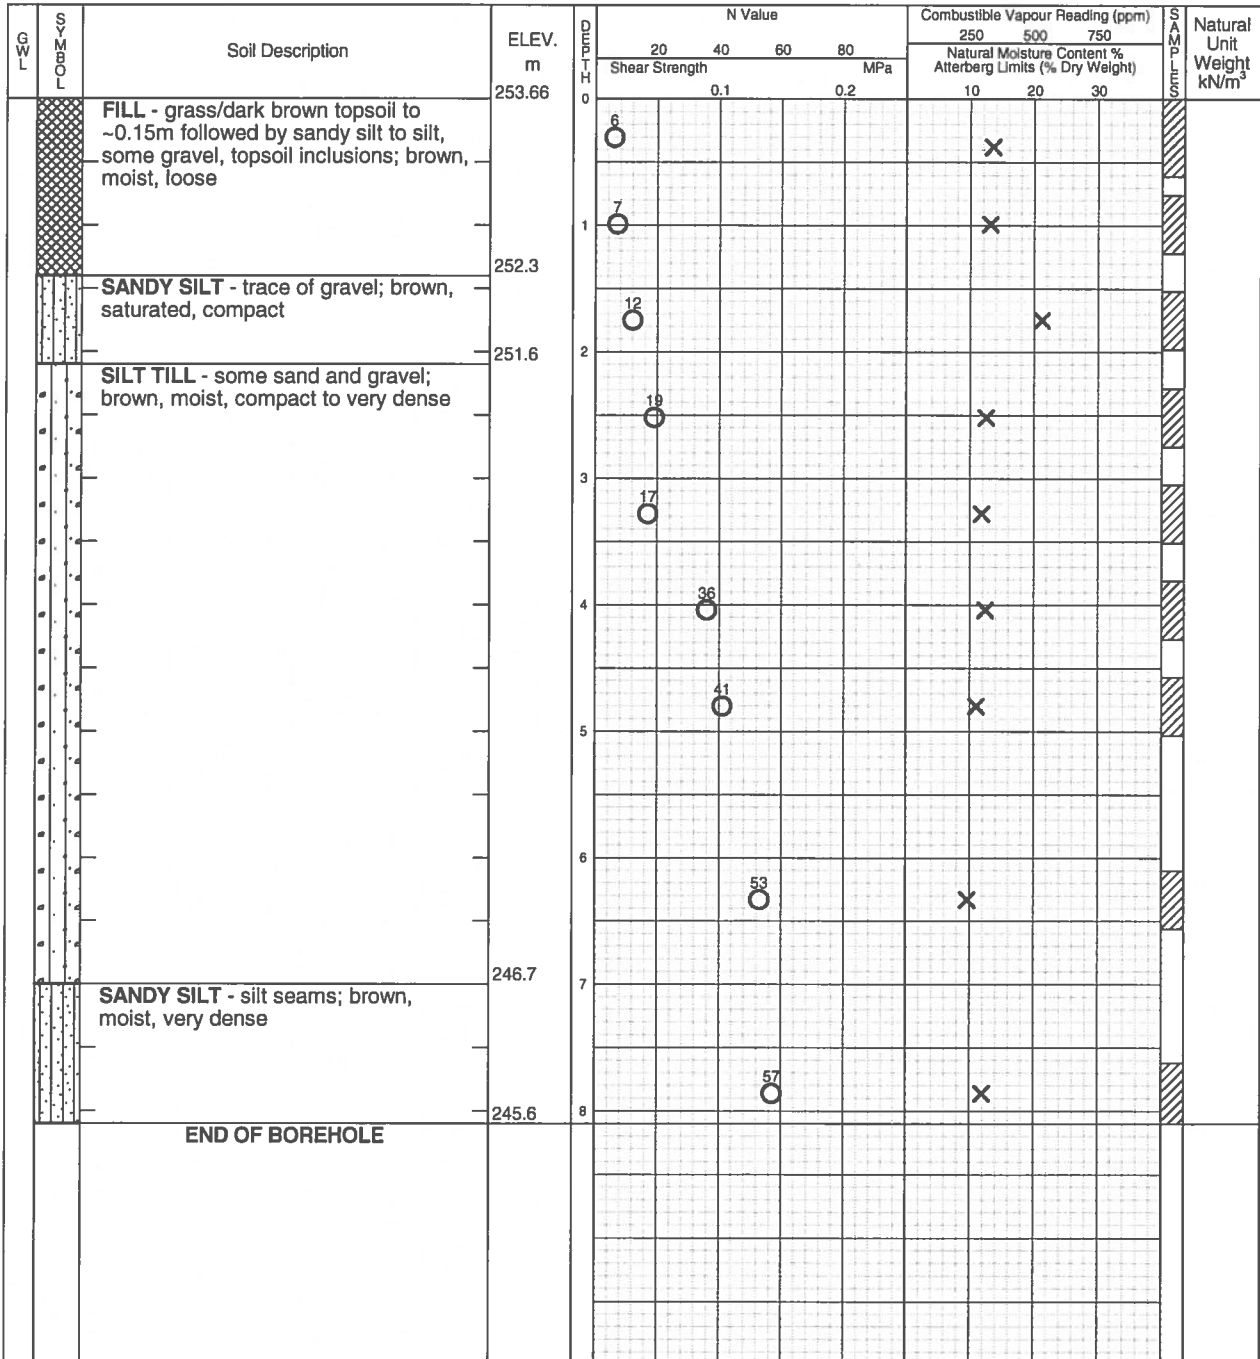 GWL
SYMBOL
Soil Description
ELEV.
m
253.66
DEPTH
0
N Value
20 40 60 80
Shear Strength MPa
0.1 0.2
Combustible Vapour Reading (ppm)
250 500 750
Natural Moisture Content %
Atterberg Limits (% Dry Weight)
10 20 30
SAMPLES
Natural
Unit
Weight
kN/m³
FILL - grass/dark brown topsoil to
~0.15m followed by sandy silt to silt,
some gravel, topsoil inclusions; brown,
moist, loose
6
7
1
252.3
SANDY SILT - trace of gravel; brown,
saturated, compact
12
2
251.6
SILT TILL - some sand and gravel;
brown, moist, compact to very dense
19
3
17
36
4
41
5
6
53
246.7
7
SANDY SILT - silt seams; brown,
moist, very dense
57
8
245.6
END OF BOREHOLE